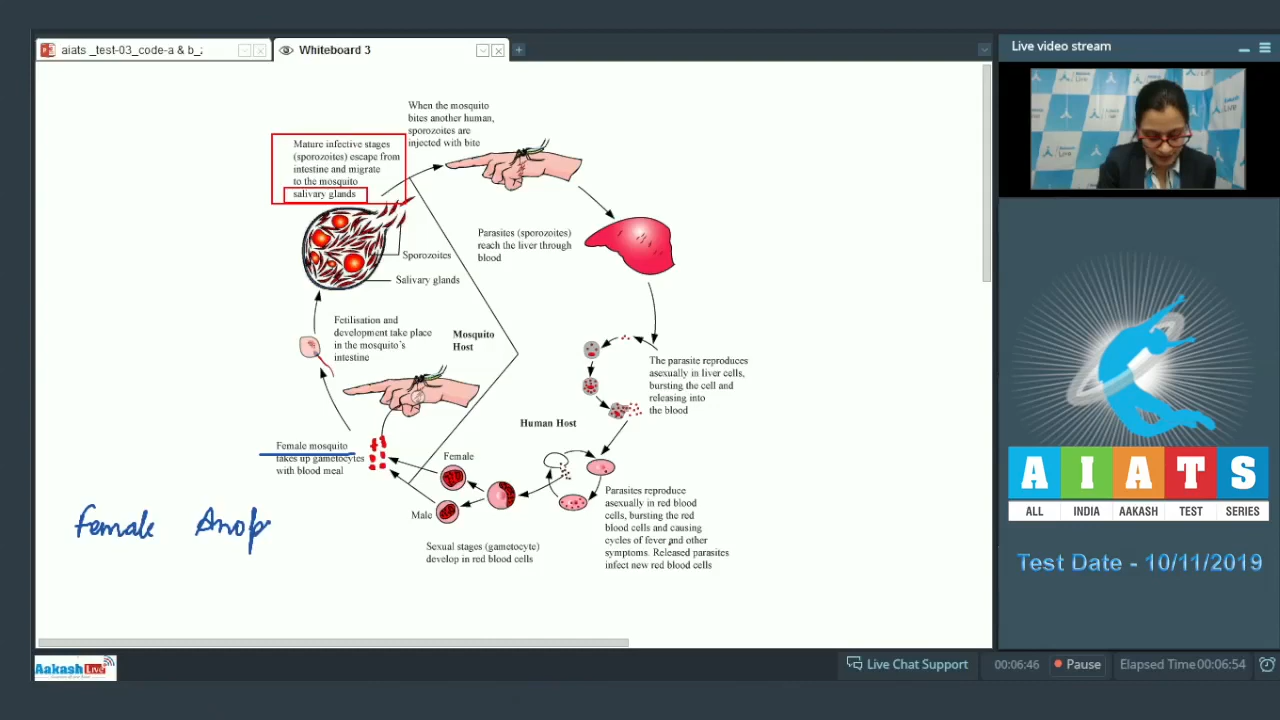 aiats _test-03_code-a & b_
Whiteboard 3
Live video stream
When the mosquito
bites another human,
sporozoites are
injected with bite
Mature infective stages
(sporozoites) escape from
intestine and migrate
to the mosquito
salivary glands
Parasites (sporozoites)
reach the liver through
blood
Sporozoites
Salivary glands
Fetilisation and
development take place
in the mosquito's
intestine
Mosquito
Host
The parasite reproduces
asexually in liver cells,
bursting the cell and
releasing into
the blood
Human Host
Female mosquito
takes up gametocytes
with blood meal
Female
Male
Parasites reproduce
asexually in red blood
cells, bursting the red
blood cells and causing
cycles of fever and other
symptoms. Released parasites
infect new red blood cells
Sexual stages (gametocyte)
develop in red blood cells
Female Anop
A I A T S
ALL INDIA AAKASH TEST SERIES
Test Date - 10/11/2019
Aakash Live
Live Chat Support
00:06:46
Pause
Elapsed Time 00:06:54